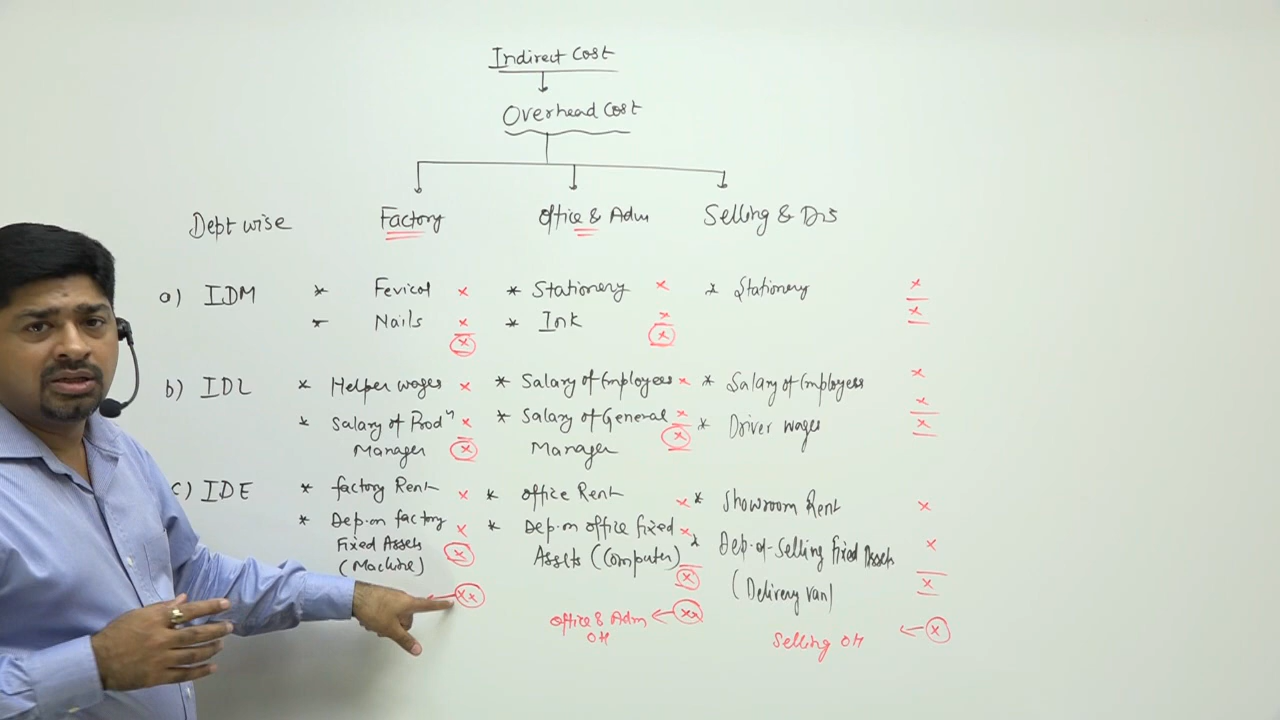 Indirect Cost
Overhead Cost
Dept wise Factory Office & Adm Selling & Dis
a) IDM * Fevicol x * Stationery x * Stationery x
* Nails x * Ink x x
x x
b) IDL * Helper wages x * Salary of Employees x * Salary of Employees x
* Salary of Prodn x * Salary of General x * Driver wages x
Manager x Manager x x
c) IDE * factory Rent x * office Rent x * Showroom Rent x
* Dep. on factory x * Dep. on office fixed x * Dep. of Selling fixed Assets x
Fixed Assets x Assets (Computer) x (Delivery van) x
(Machine)
xx office & Adm OH ← xx Selling OH ← x